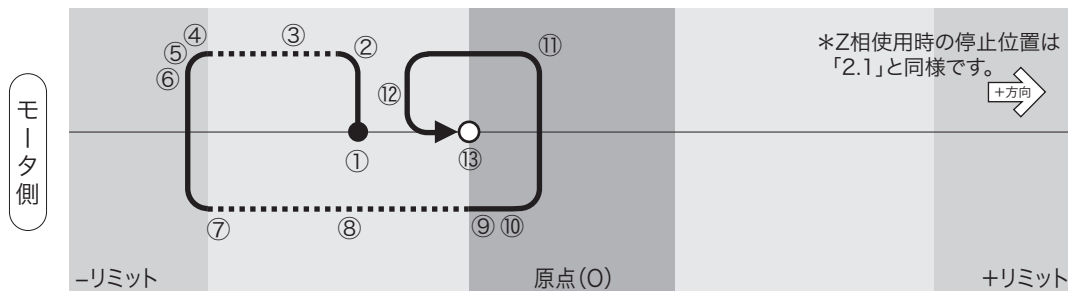 モータ側
④
③
②
⑪
⑤
⑥
⑫
＊Z相使用時の停止位置は
「2.1」と同様です。
+方向
①
⑬
⑦
⑧
⑨
⑩
−リミット
原点(O)
+リミット